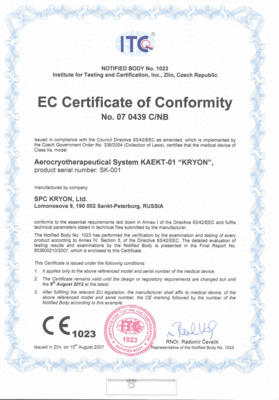 ITC
NOTIFIED BODY No. 1023
Institute for Testing and Certification, Inc., Zlín, Czech Republic
EC Certificate of Conformity
No. 07 0439 C/NB
issued in compliance with the Council Directive 93/42/EEC as amended, which is implemented by the
Czech Government Order No. 336/2004 (Collection of Laws), certifies that the medical device of
Class IIa, model
Aerocryotherapeutical System KAEKT-01 "KRYON",
product serial number: SK-001
manufactured by company
SPC KRYON, Ltd.
Lomonosova 9, 190 002 Sankt-Peterburg, RUSSIA
conforms to the essential requirements laid down in Annex I of the Directive 93/42/EEC and fulfils
technical parameters stated in technical files submitted by the manufacturer.
The Notified Body No. 1023 has performed the verification by the examination and testing of every
product according to Annex IV, Section 5, of the Directive 93/42/EEC. The detailed evaluation of
testing results and examinations by the Notified Body is presented in the Final Report No.
803800210/2007, which is enclosed to this Certificate.
This Certificate is issued under the following conditions:
1. It applies only to the above referenced model and serial number of the medical device.
2. The Certificate remains valid until the design or regulatory requirements are changed but until
the 9th August 2012 at the latest.
3. After fulfilling the relevant EU legislation, the manufacturer shall affix to medical device, of the
above referenced model and serial number, the CE marking followed by the number of the
Notified Body according to this example:
CE 1023
ITC
1023
Issued in Zlín, on 10th August 2007
RNDr. Radomír Čevelík
Representative of the Notified Body No. 1023